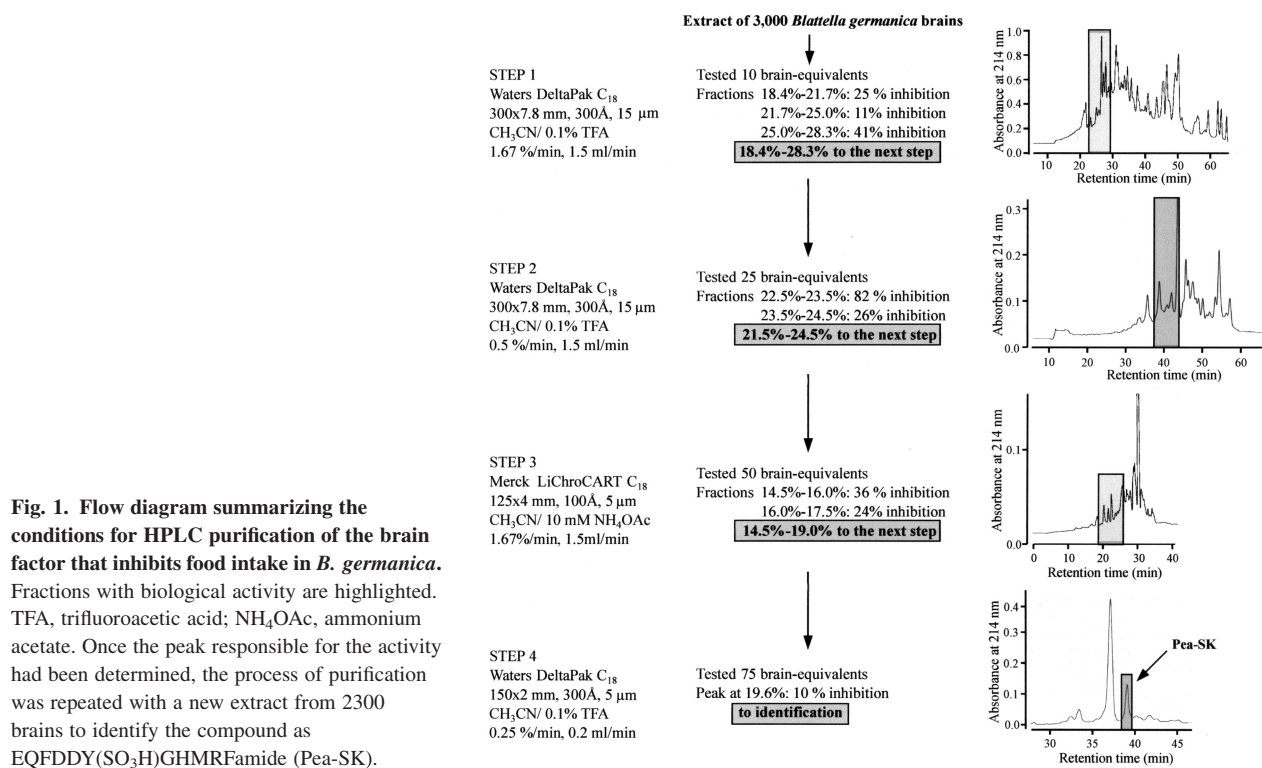 Extract of 3,000 Blattella germanica brains
STEP 1
Waters DeltaPak C18
300x7.8 mm, 300Å, 15 µm
CH3CN/ 0.1% TFA
1.67 %/min, 1.5 ml/min
Tested 10 brain-equivalents
Fractions 18.4%-21.7%: 25 % inhibition
21.7%-25.0%: 11% inhibition
25.0%-28.3%: 41% inhibition
18.4%-28.3% to the next step
Absorbance at 214 nm
1.0
0.8
0.6
0.4
0.2
0.0
10 20 30 40 50 60
Retention time (min)
STEP 2
Waters DeltaPak C18
300x7.8 mm, 300Å, 15 µm
CH3CN/ 0.1% TFA
0.5 %/min, 1.5 ml/min
Tested 25 brain-equivalents
Fractions 22.5%-23.5%: 82 % inhibition
23.5%-24.5%: 26% inhibition
21.5%-24.5% to the next step
Absorbance at 214 nm
0.3
0.2
0.1
0.0
10 20 30 40 50 60
Retention time (min)
STEP 3
Merck LiChroCART C18
125x4 mm, 100Å, 5 µm
CH3CN/ 10 mM NH4OAc
1.67%/min, 1.5ml/min
Tested 50 brain-equivalents
Fractions 14.5%-16.0%: 36 % inhibition
16.0%-17.5%: 24% inhibition
14.5%-19.0% to the next step
Absorbance at 214 nm
0.1
0.0
0 10 20 30 40
Retention time (min)
STEP 4
Waters DeltaPak C18
150x2 mm, 300Å, 5 µm
CH3CN/ 0.1% TFA
0.25 %/min, 0.2 ml/min
Tested 75 brain-equivalents
Peak at 19.6%: 10 % inhibition
to identification
Absorbance at 214 nm
0.4
0.3
0.2
0.1
0.0
Pea-SK
30 35 40 45
Retention time (min)
Fig. 1. Flow diagram summarizing the
conditions for HPLC purification of the brain
factor that inhibits food intake in B. germanica.
Fractions with biological activity are highlighted.
TFA, trifluoroacetic acid; NH4OAc, ammonium
acetate. Once the peak responsible for the activity
had been determined, the process of purification
was repeated with a new extract from 2300
brains to identify the compound as
EQFDDY(SO3H)GHMRFamide (Pea-SK).